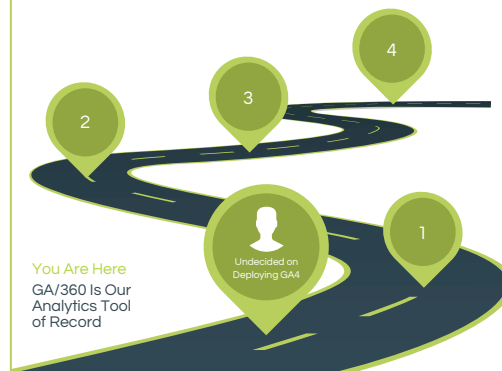 4
3
2
1
Undecided on
Deploying GA4
You Are Here
GA/360 Is Our
Analytics Tool
of Record